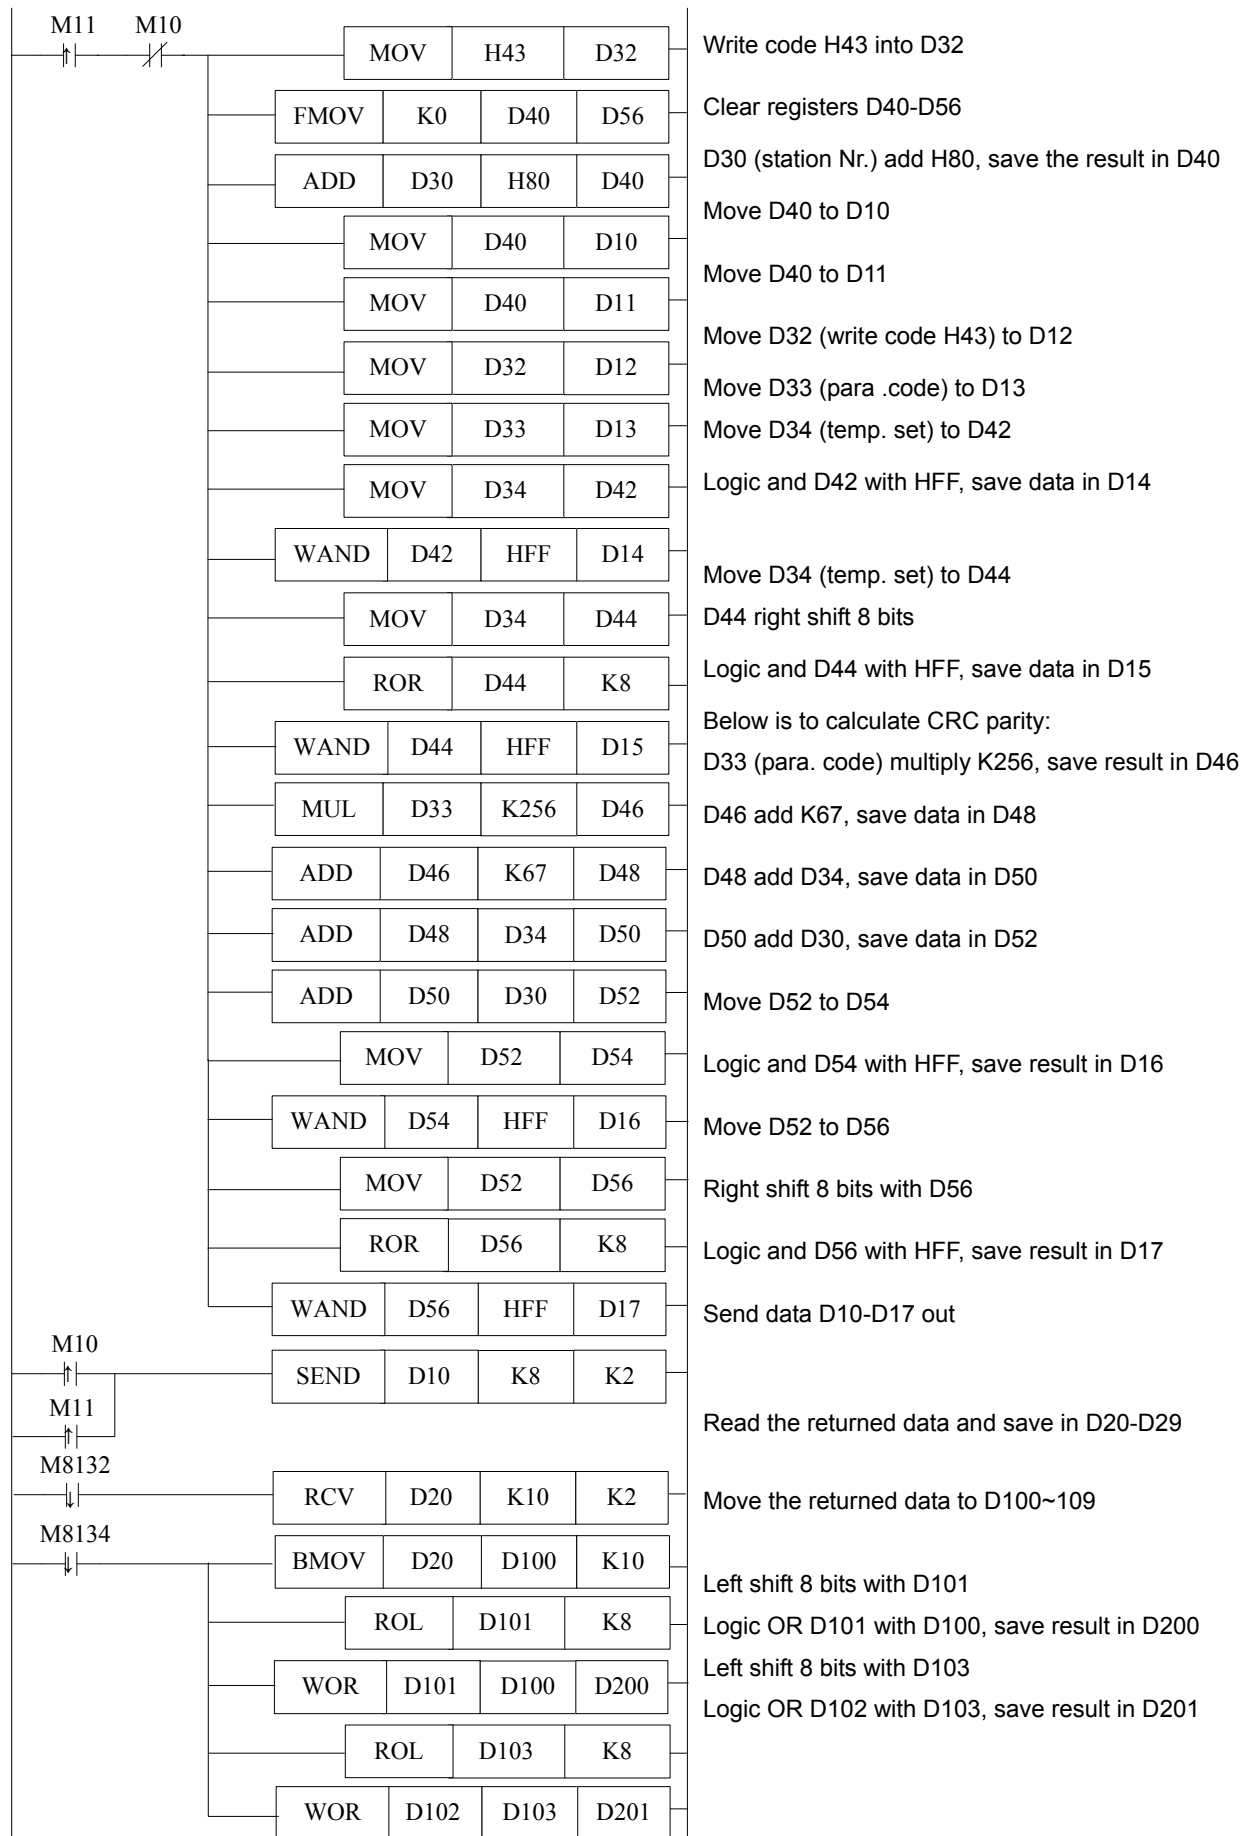 M11 M10
MOV H43 D32 Write code H43 into D32
FMOV K0 D40 D56 Clear registers D40-D56
ADD D30 H80 D40 D30 (station Nr.) add H80, save the result in D40
MOV D40 D10 Move D40 to D10
MOV D40 D11 Move D40 to D11
MOV D32 D12 Move D32 (write code H43) to D12
MOV D33 D13 Move D33 (para .code) to D13
MOV D34 D42 Move D34 (temp. set) to D42
WAND D42 HFF D14 Logic and D42 with HFF, save data in D14
MOV D34 D44 Move D34 (temp. set) to D44
ROR D44 K8 D44 right shift 8 bits
WAND D44 HFF D15 Logic and D44 with HFF, save data in D15
Below is to calculate CRC parity:
MUL D33 K256 D46 D33 (para. code) multiply K256, save result in D46
ADD D46 K67 D48 D46 add K67, save data in D48
ADD D48 D34 D50 D48 add D34, save data in D50
ADD D50 D30 D52 D50 add D30, save data in D52
MOV D52 D54 Move D52 to D54
WAND D54 HFF D16 Logic and D54 with HFF, save result in D16
MOV D52 D56 Move D52 to D56
ROR D56 K8 Right shift 8 bits with D56
WAND D56 HFF D17 Logic and D56 with HFF, save result in D17
M10
SEND D10 K8 K2 Send data D10-D17 out
M11
M8132
RCV D20 K10 K2 Read the returned data and save in D20-D29
M8134
BMOV D20 D100 K10 Move the returned data to D100~109
ROL D101 K8 Left shift 8 bits with D101
WOR D101 D100 D200 Logic OR D101 with D100, save result in D200
ROL D103 K8 Left shift 8 bits with D103
WOR D102 D103 D201 Logic OR D102 with D103, save result in D201